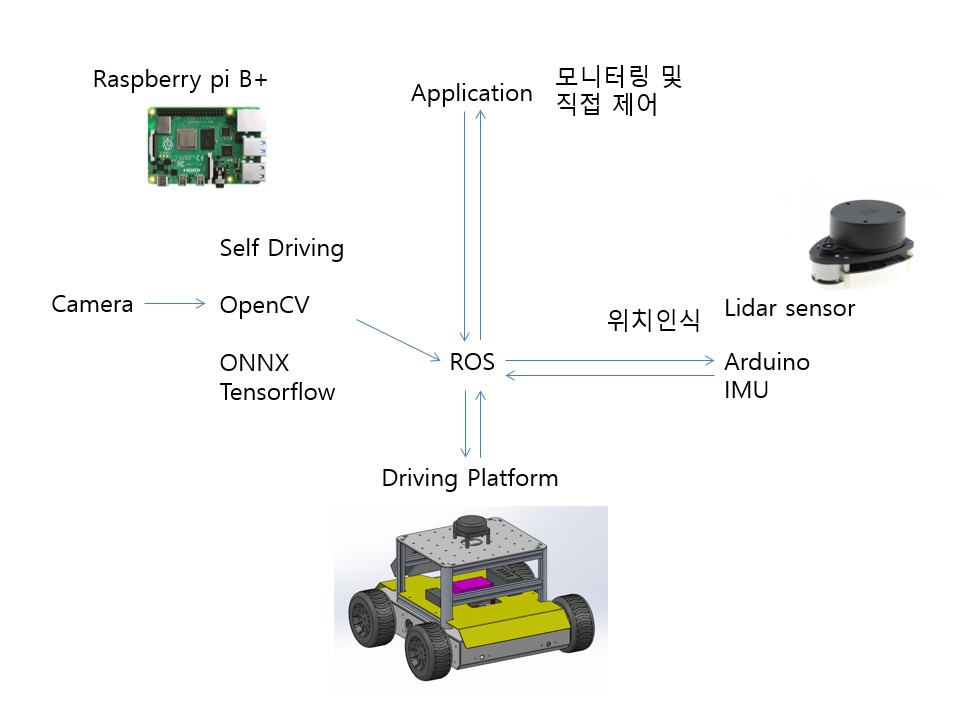 Raspberry pi B+
Application
모니터링 및
직접 제어
Self Driving
Camera
OpenCV
위치인식
Lidar sensor
ONNX
Tensorflow
ROS
Arduino
IMU
Driving Platform